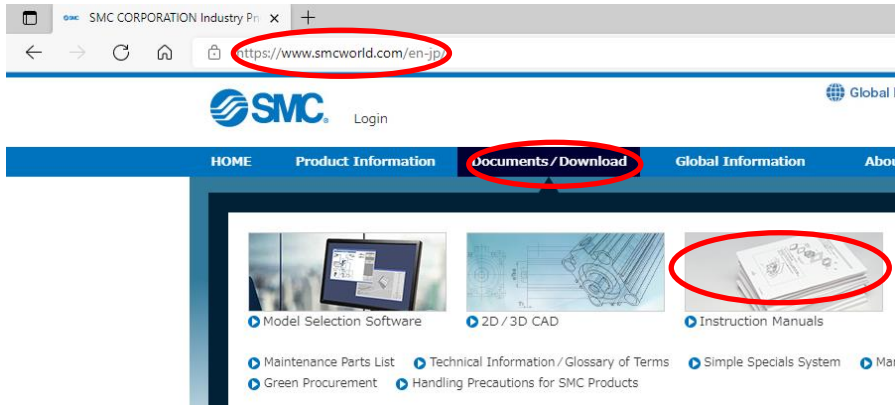 SMC CORPORATION Industry Pr
https://www.smcworld.com/en-jp/
SMC. Login
Global
HOME Product Information Documents/Download Global Information Abou
Model Selection Software 2D/3D CAD Instruction Manuals
Maintenance Parts List Technical Information/Glossary of Terms Simple Specials System Mar
Green Procurement Handling Precautions for SMC Products